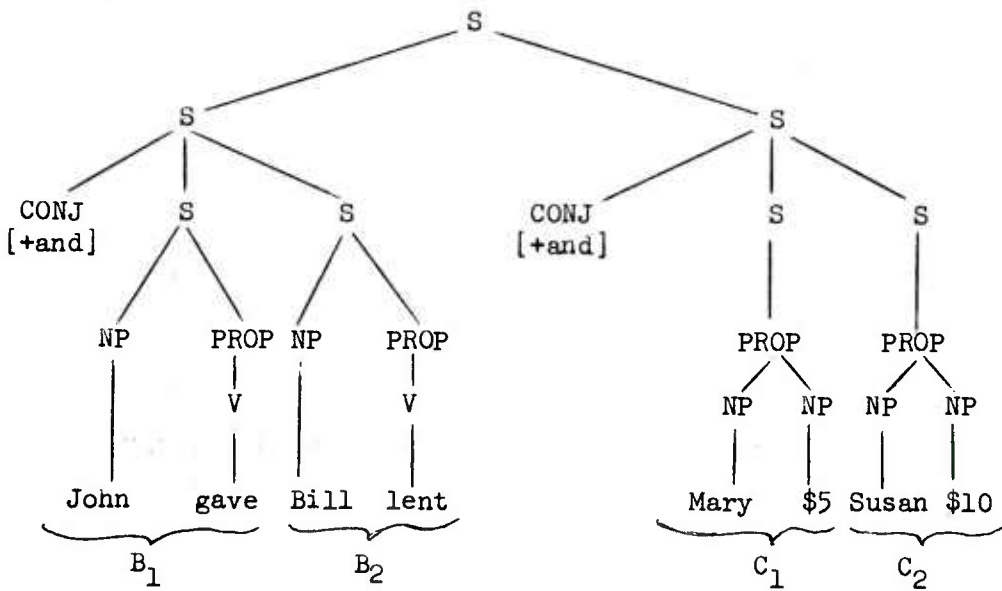 S
S S
CONJ S S CONJ S S
[+and] [+and]
NP PROP NP PROP PROP PROP
V V NP NP NP NP
John gave Bill lent Mary $5 Susan $10
B1 B2 C1 C2